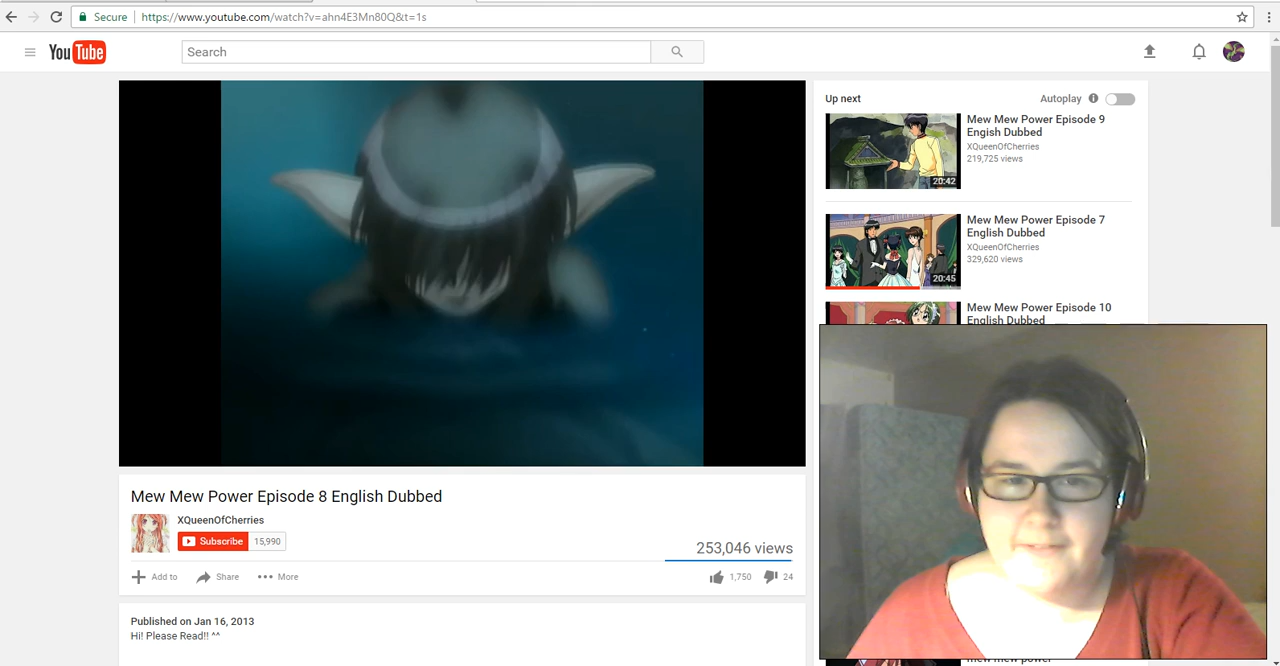 Secure https://www.youtube.com/watch?v=ahn4E3Mn80Q&t=1s
YouTube
Search
Up next
Autoplay
Mew Mew Power Episode 9
Engish Dubbed
XQueenOfCherries
219,725 views
20:42
Mew Mew Power Episode 7
English Dubbed
XQueenOfCherries
329,620 views
20:45
Mew Mew Power Episode 10
English Dubbed
Mew Mew Power Episode 8 English Dubbed
XQueenOfCherries
Subscribe 15,990
253,046 views
Add to Share More
1,750 24
Published on Jan 16, 2013
Hi! Please Read!! ^^
mew mew power